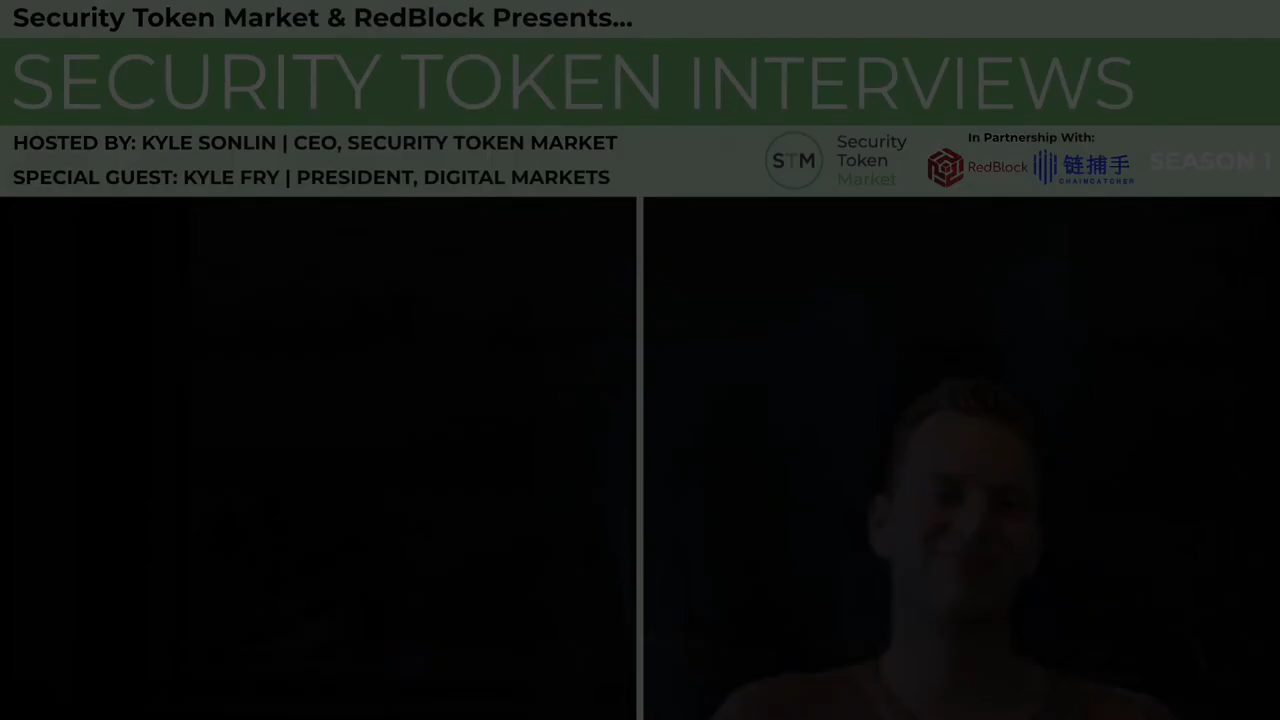 Security Token Market & RedBlock Presents...
SECURITY TOKEN INTERVIEWS
HOSTED BY: KYLE SONLIN | CEO, SECURITY TOKEN MARKET
SPECIAL GUEST: KYLE FRY | PRESIDENT, DIGITAL MARKETS
STM
Security
Token
Market
In Partnership With:
RedBlock
链捕手
CHAINCATCHER
SEASON 1